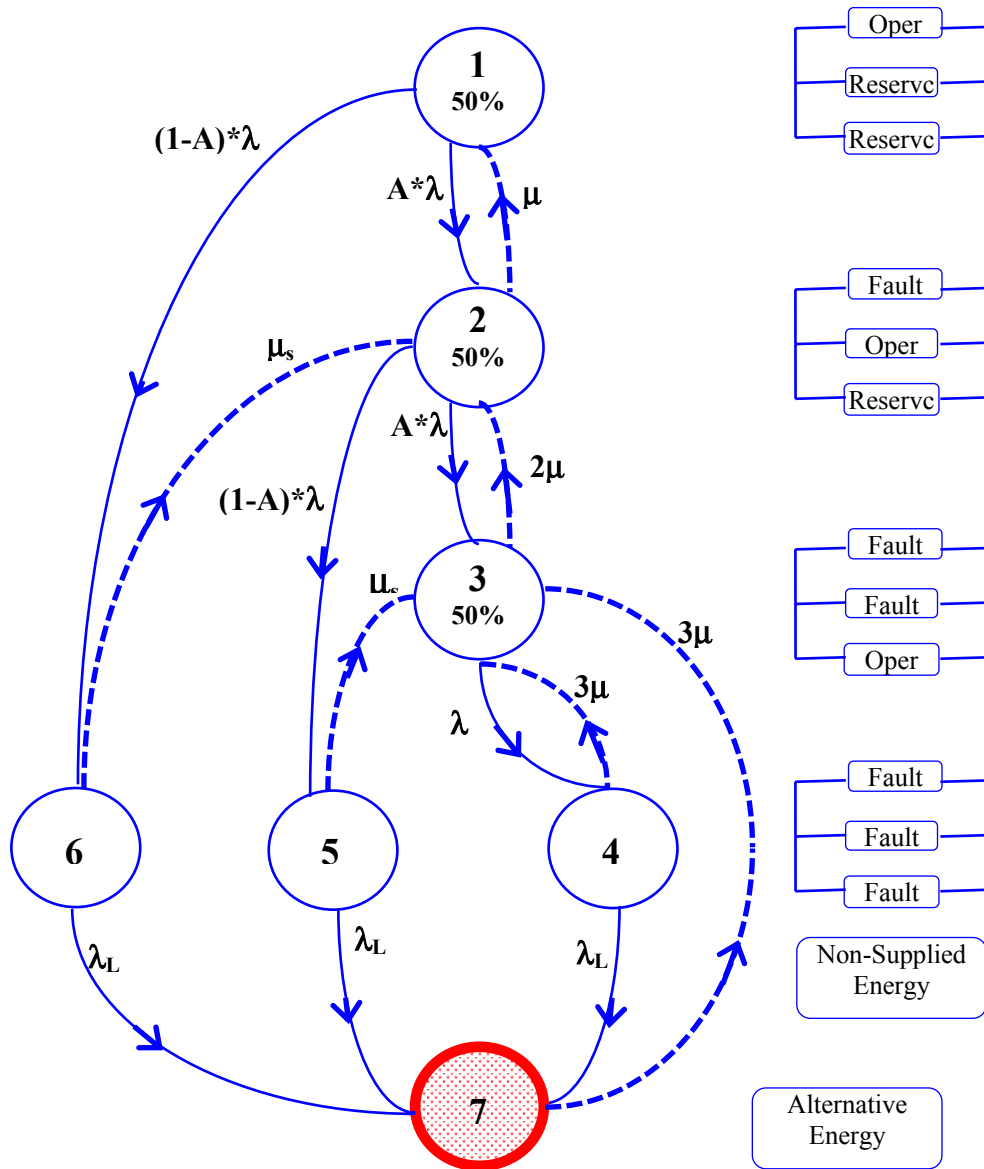 1
50%
Oper
Reservc
Reservc
(1-A)*λ
A*λ
μ
2
50%
Fault
Oper
Reservc
μs
A*λ
2μ
(1-A)*λ
3
50%
Fault
Fault
Oper
μs
3μ
3μ
λ
6
5
4
Fault
Fault
Fault
λL
λL
λL
Non-Supplied
Energy
7
Alternative
Energy